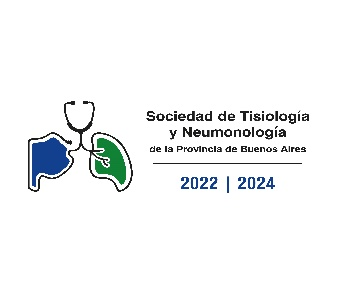 Sociedad de Tisiología
y Neumonología
de la Provincia de Buenos Aires
2022 | 2024